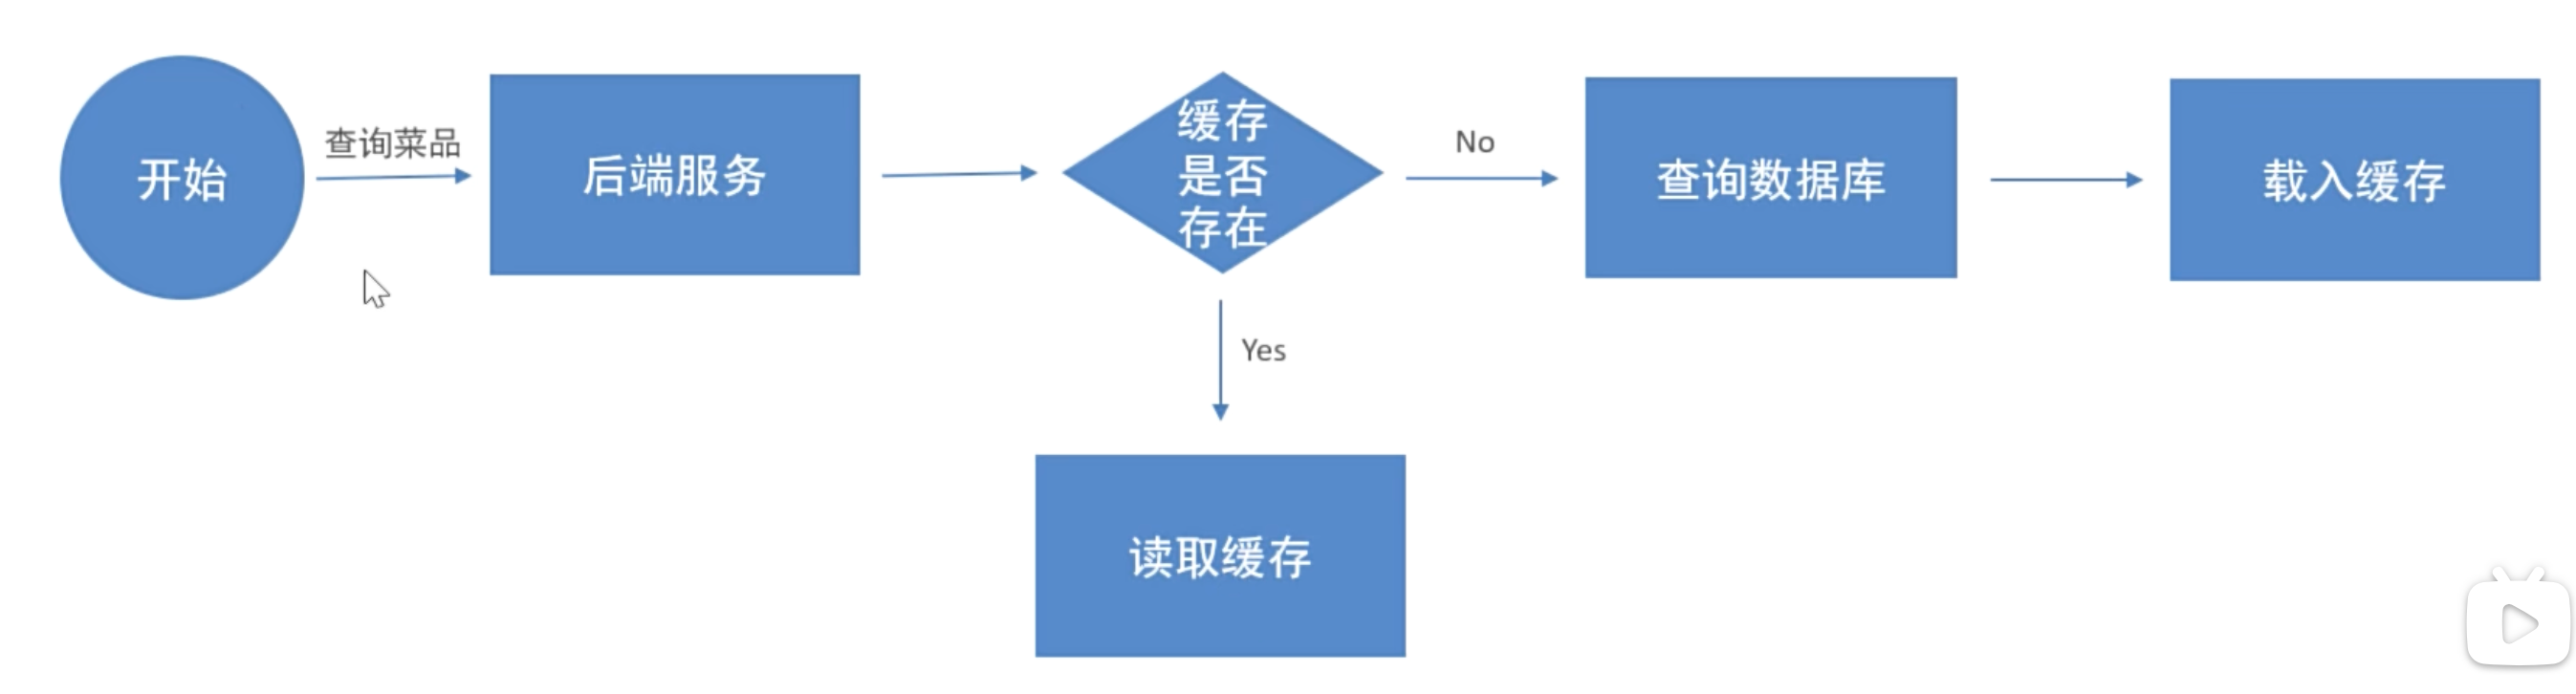 开始
查询菜品
后端服务
缓存
是否
存在
No
查询数据库
载入缓存
Yes
读取缓存